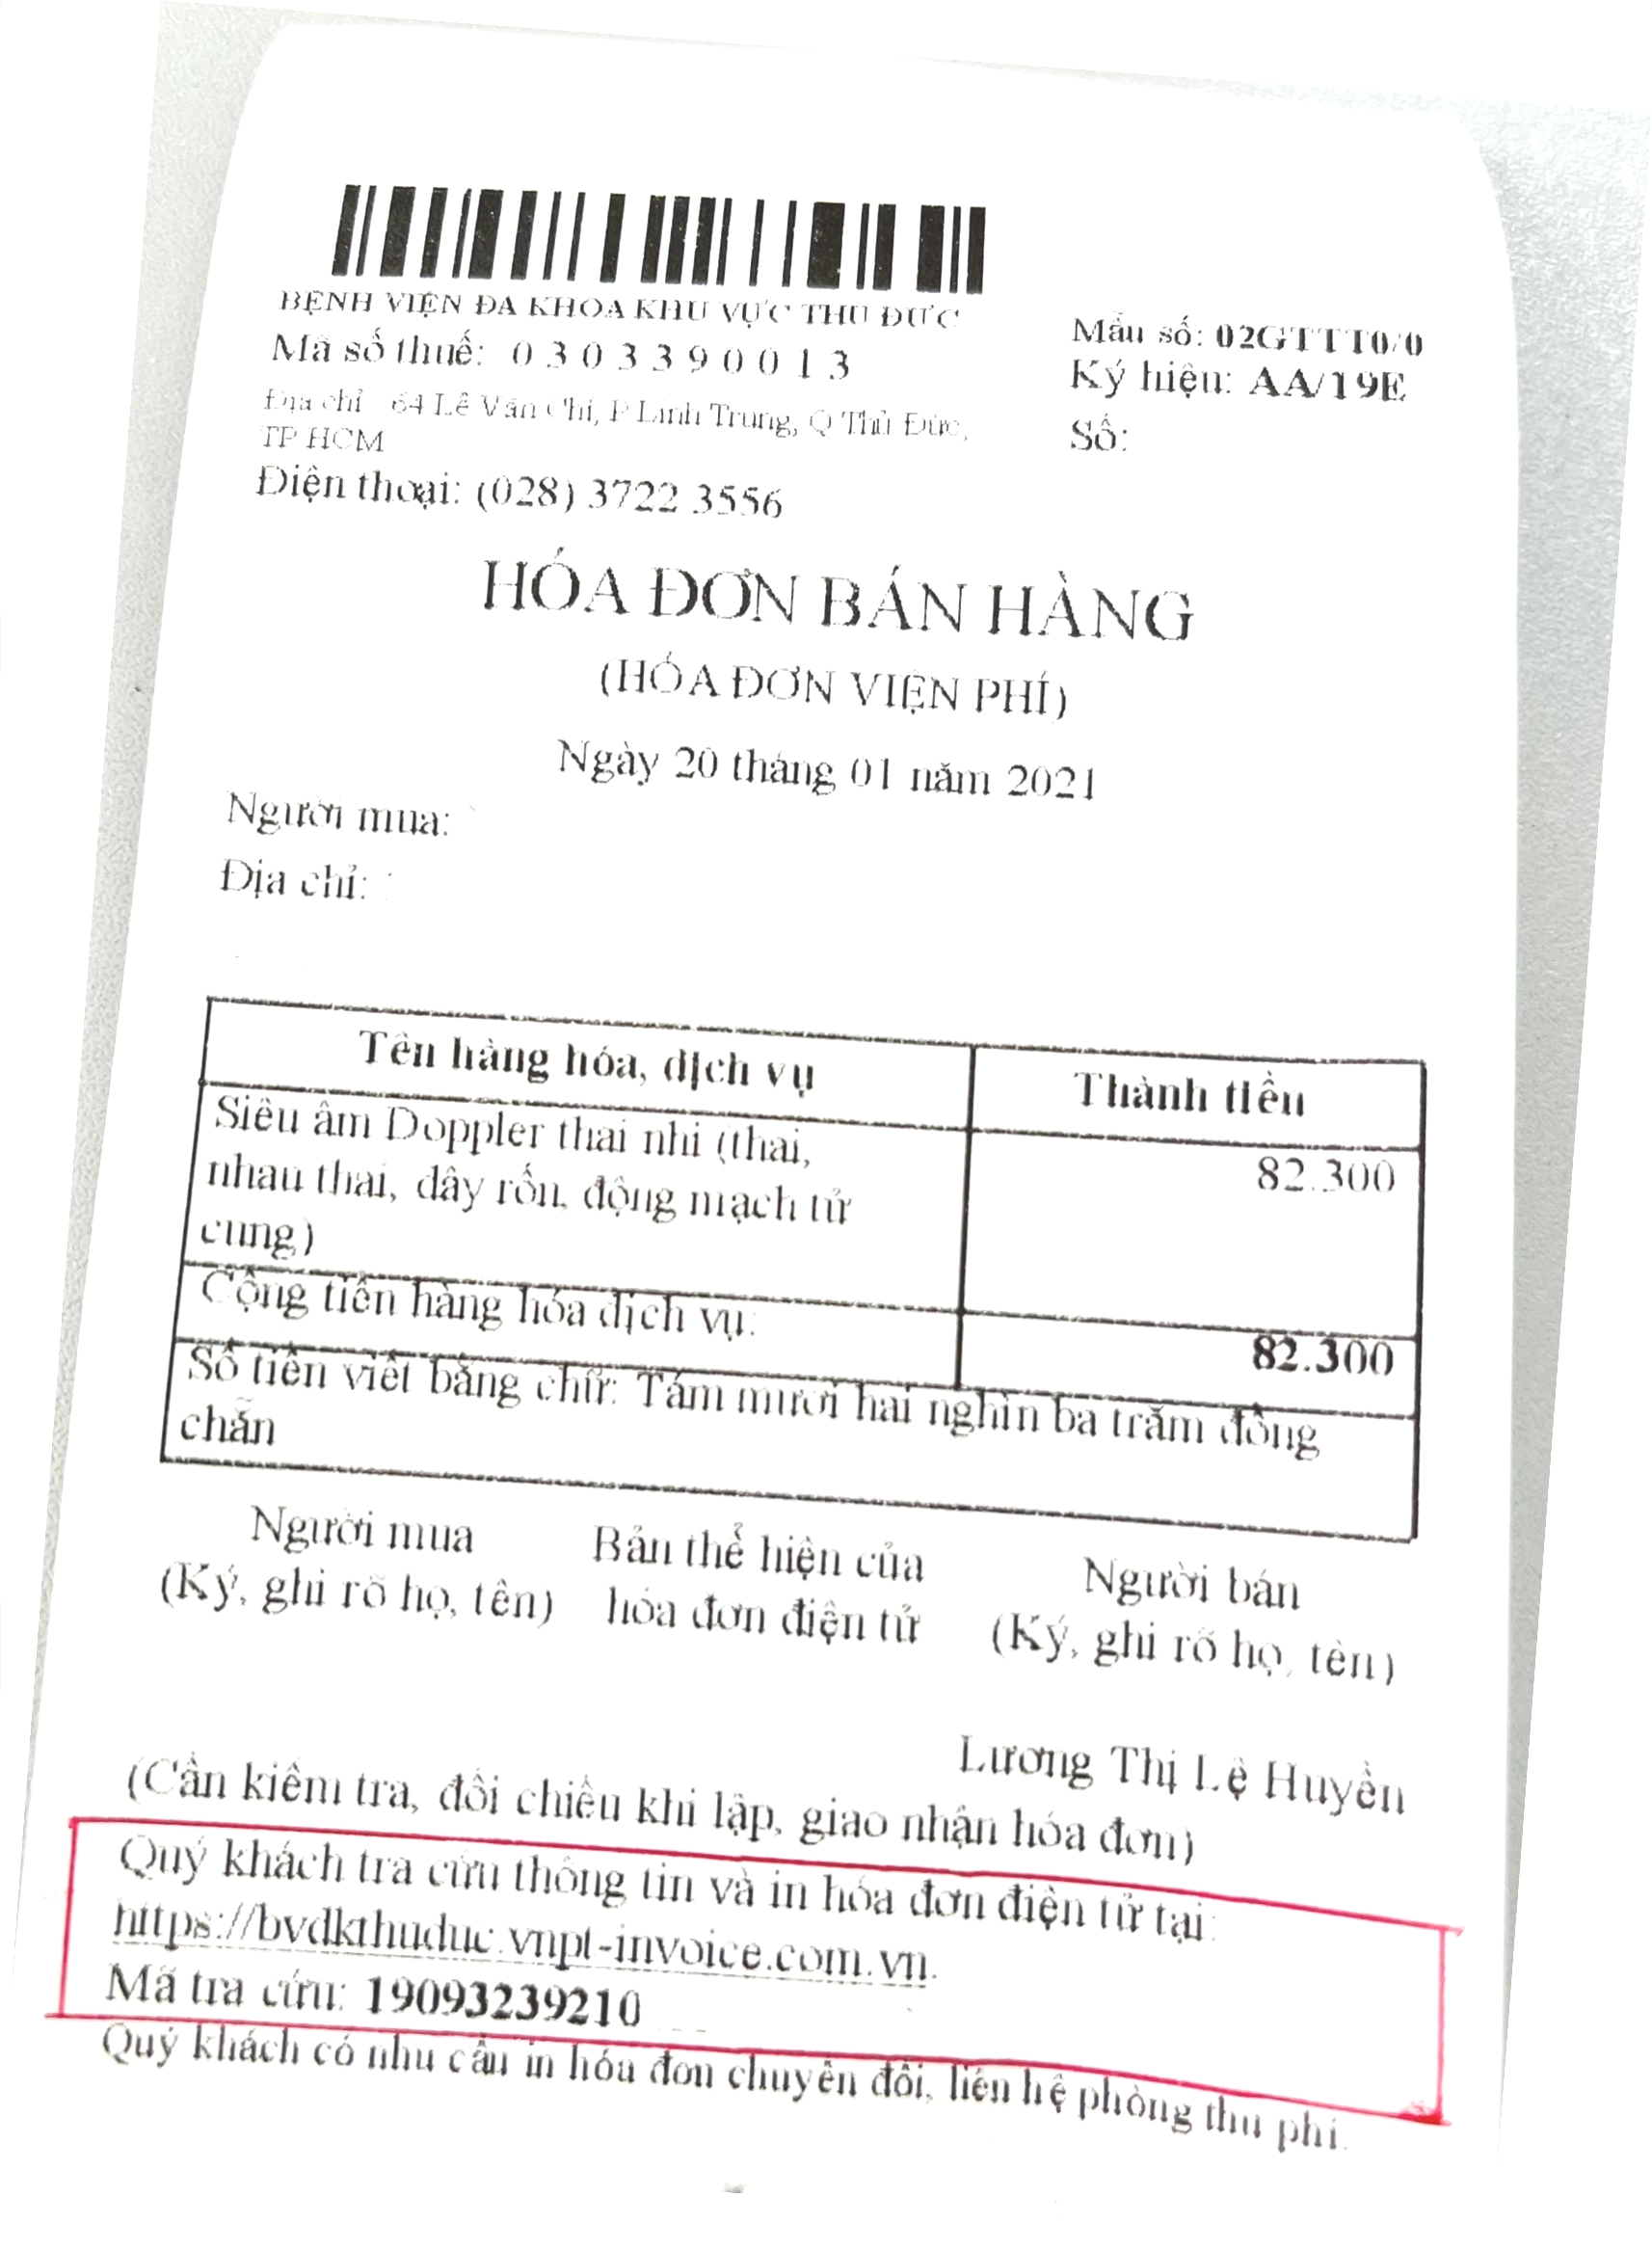 BỆNH VIỆN ĐA KHOA KHU VỰC THỦ ĐỨC
Mã số thuế: 0 3 0 3 3 9 0 0 1 3
Địa chỉ 64 Lê Văn Chí, P Linh Trung, Q Thủ Đức,
TP HCM
Điện thoại: (028) 3722 3556
Mẫu số: 02GTTT0/0
Ký hiệu: AA/19E
Số:
HÓA ĐƠN BÁN HÀNG
(HÓA ĐƠN VIỆN PHÍ)
Ngày 20 tháng 01 năm 2021
Người mua:
Địa chỉ:
Tên hàng hóa, dịch vụ Thành tiền
Siêu âm Doppler thai nhi (thai, 82.300
nhau thai, dây rốn, động mạch tử
cung)
Cộng tiền hàng hóa dịch vụ: 82.300
Số tiền viết bằng chữ: Tám mươi hai nghìn ba trăm đồng
chẵn
Người mua Bản thể hiện của Người bán
(Ký, ghi rõ họ, tên) hóa đơn điện tử (Ký, ghi rõ họ, tên)
Lương Thị Lệ Huyền
(Cần kiểm tra, đối chiếu khi lập, giao nhận hóa đơn)
Quý khách tra cứu thông tin và in hóa đơn điện tử tại:
https://bvdkthuduc.vnpt-invoice.com.vn.
Mã tra cứu: 19093239210
Quý khách có nhu cầu in hóa đơn chuyển đổi, liên hệ phòng thu phí.